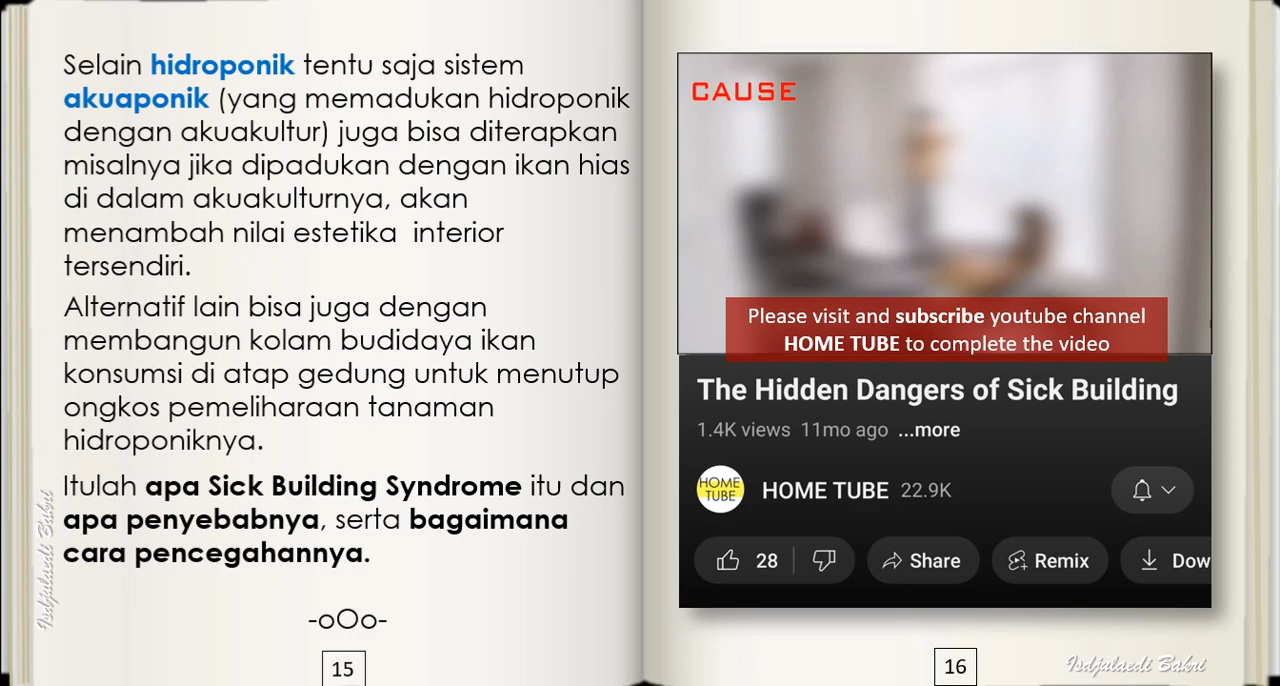 Selain hidroponik tentu saja sistem
akuaponik (yang memadukan hidroponik
dengan akuakultur) juga bisa diterapkan
misalnya jika dipadukan dengan ikan hias
di dalam akuakulturnya, akan
menambah nilai estetika interior
tersendiri.
Alternatif lain bisa juga dengan
membangun kolam budidaya ikan
konsumsi di atap gedung untuk menutup
ongkos pemeliharaan tanaman
hidroponiknya.
Itulah apa Sick Building Syndrome itu dan
apa penyebabnya, serta bagaimana
cara pencegahannya.
-oOo-
15
Isdjulaedi Bakri
CAUSE
Please visit and subscribe youtube channel
HOME TUBE to complete the video
The Hidden Dangers of Sick Building
1.4K views 11mo ago ...more
HOME TUBE
HOME TUBE 22.9K
28 Share Remix Dow
16
Isdjulaedi Bakri